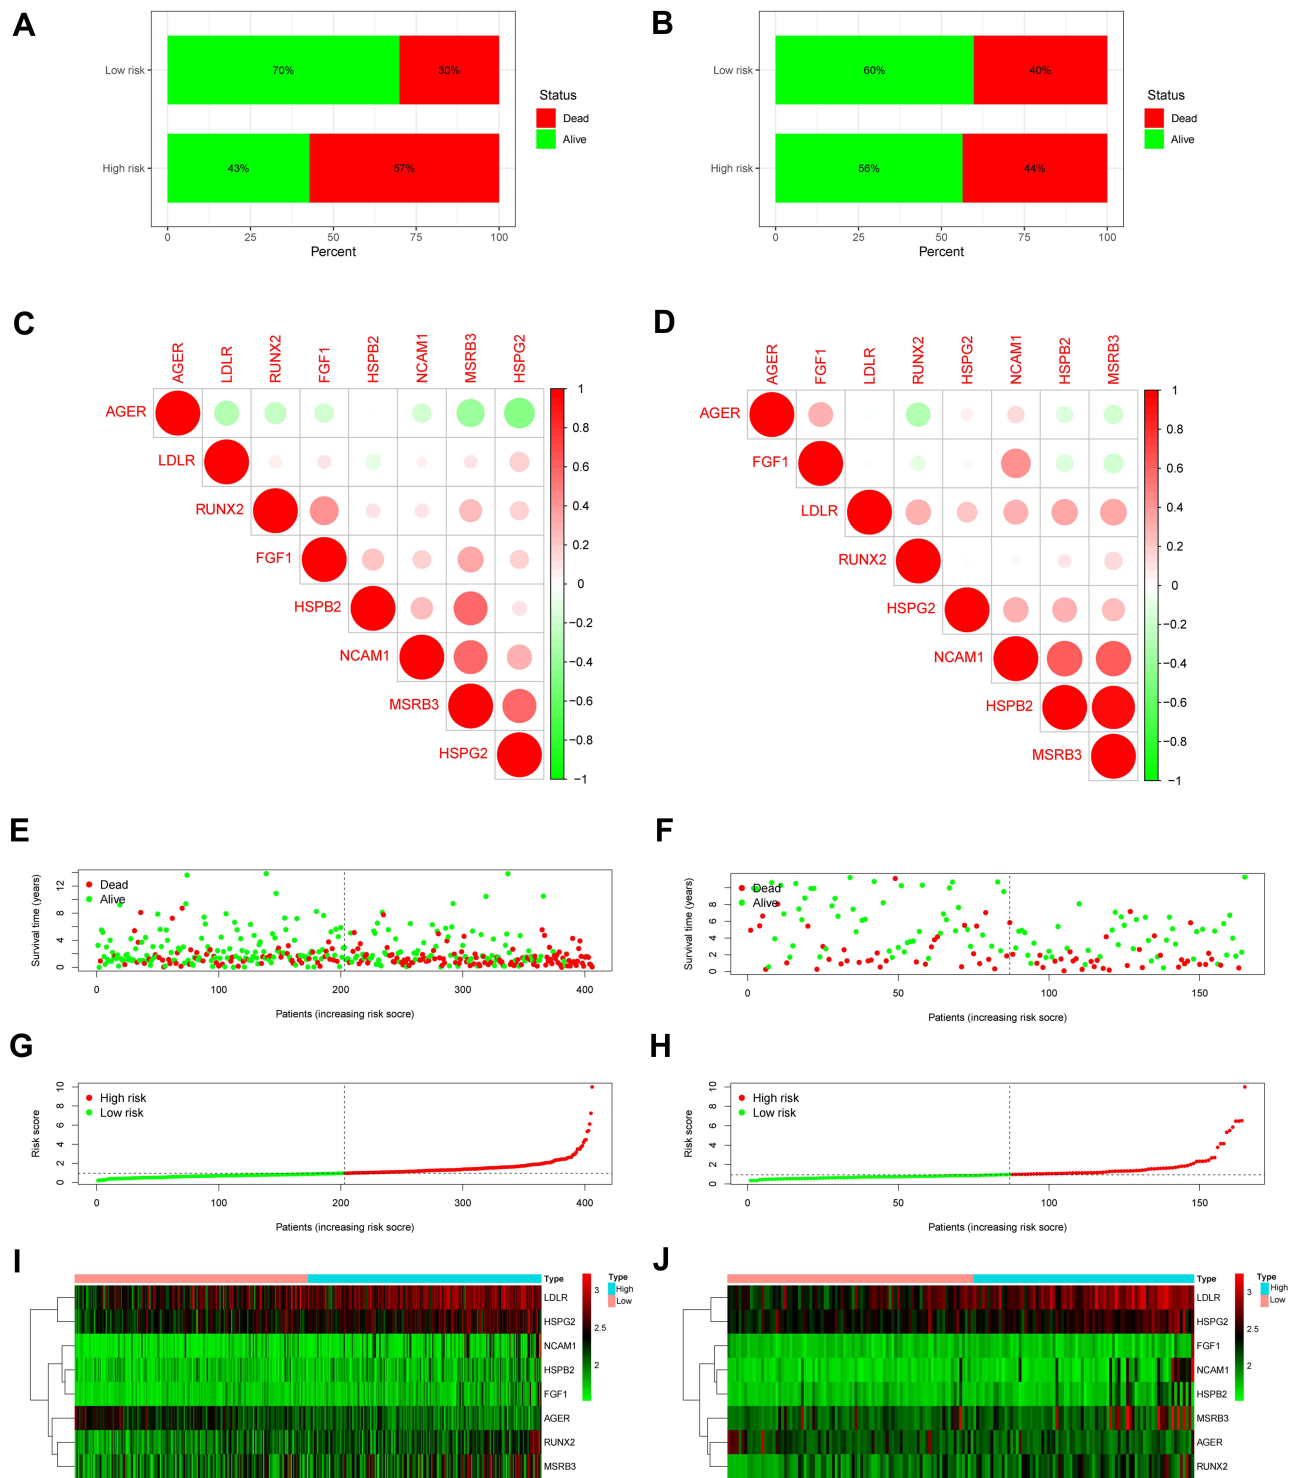 A
Low risk
High risk
70%
30%
43%
57%
0
25
50
75
100
Percent
Status
Dead
Alive
B
Low risk
High risk
60%
40%
56%
44%
0
25
50
75
100
Percent
Status
Dead
Alive
C
AGER
LDLR
RUNX2
FGF1
HSPB2
NCAM1
MSRB3
HSPG2
AGER
LDLR
RUNX2
FGF1
HSPB2
NCAM1
MSRB3
HSPG2
1
0.8
0.6
0.4
0.2
0
−0.2
−0.4
−0.6
−0.8
−1
D
AGER
FGF1
LDLR
RUNX2
HSPG2
NCAM1
HSPB2
MSRB3
AGER
FGF1
LDLR
RUNX2
HSPG2
NCAM1
HSPB2
MSRB3
1
0.8
0.6
0.4
0.2
0
−0.2
−0.4
−0.6
−0.8
−1
E
Survival time (years)
12
8
4
0
Dead
Alive
0
100
200
300
400
Patients (increasing risk socre)
F
Survival time (years)
8
6
4
2
0
Dead
Alive
0
50
100
150
Patients (increasing risk socre)
G
Risk score
10
8
6
4
2
0
High risk
Low risk
0
100
200
300
400
Patients (increasing risk socre)
H
Risk score
10
8
6
4
2
0
High risk
Low risk
0
50
100
150
Patients (increasing risk socre)
I
Type
LDLR
HSPG2
NCAM1
HSPB2
FGF1
AGER
RUNX2
MSRB3
3
2.5
2
Type
High
Low
J
Type
LDLR
HSPG2
FGF1
NCAM1
HSPB2
MSRB3
AGER
RUNX2
3
2.5
2
Type
High
Low